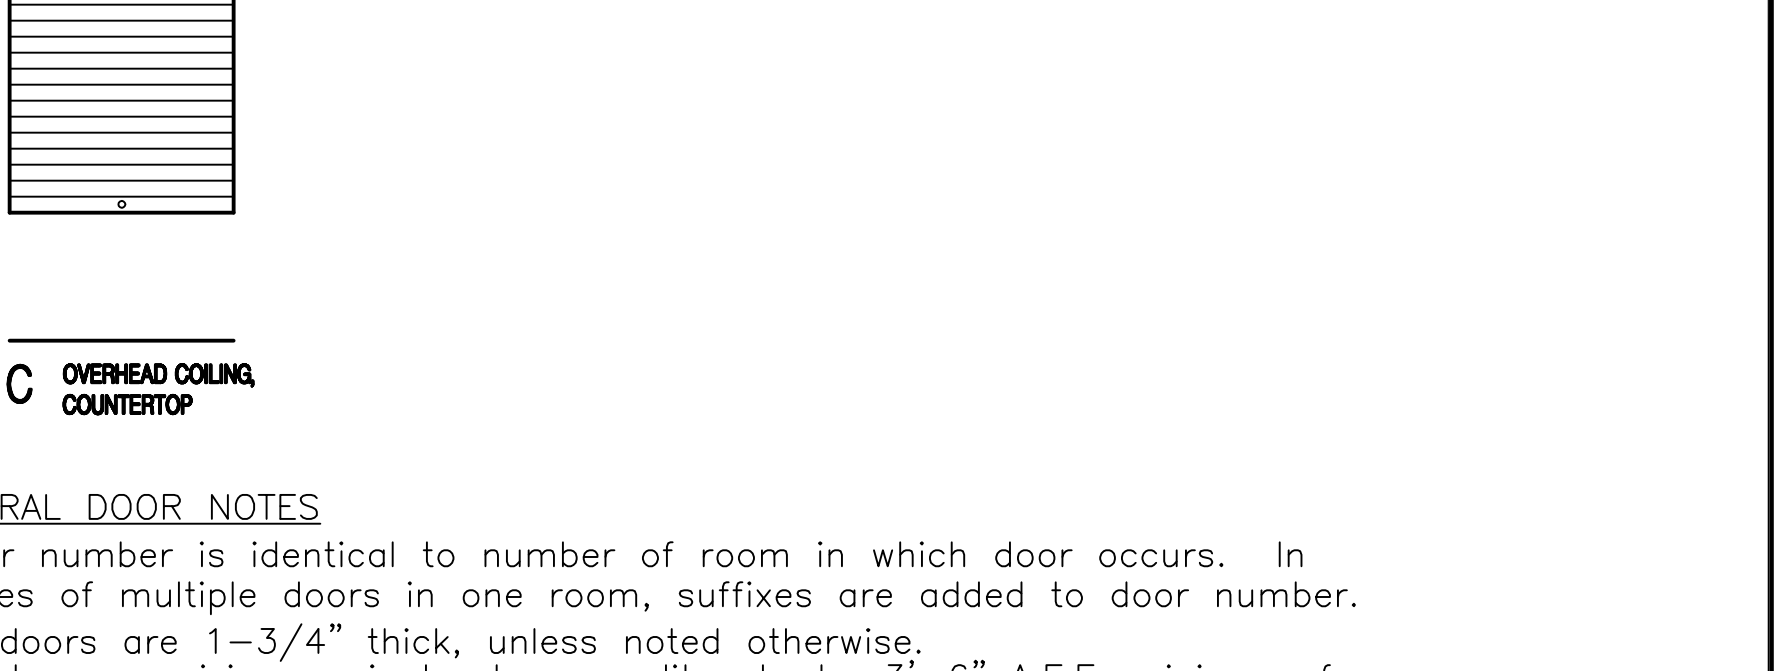 C OVERHEAD COILING,
COUNTERTOP
RAL DOOR NOTES
r number is identical to number of room in which door occurs. In
es of multiple doors in one room, suffixes are added to door number.
doors are 1-3/4" thick, unless noted otherwise.